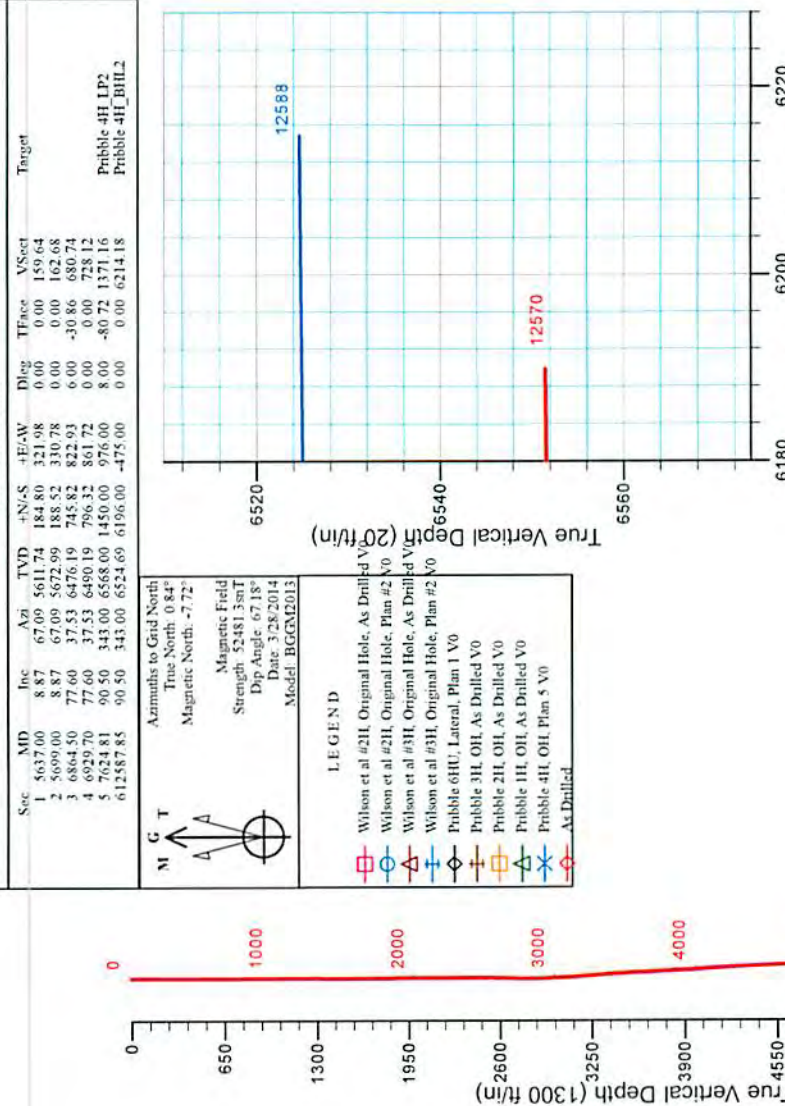 Sec MD Inc Azi TVD +N/-S +E/-W Dleg TFace VSect Target
1 5637.00 8.87 67.09 5611.74 184.80 321.98 0.00 0.00 159.64
2 5699.00 8.87 67.09 5672.99 188.52 330.78 0.00 0.00 162.68
3 6864.50 77.60 37.53 6476.19 745.82 822.93 6.00 -30.86 680.74
4 6929.70 77.60 37.53 6490.19 796.32 861.72 0.00 0.00 728.12
5 7624.81 90.50 343.00 6568.00 1450.00 976.00 8.00 -80.72 1371.16 Pribble 4H_LP2
612587.85 90.50 343.00 6524.69 6196.00 -475.00 0.00 0.00 6214.18 Pribble 4H_BHL2
M G T
Azimuths to Grid North
True North: 0.84°
Magnetic North: -7.72°
Magnetic Field
Strength: 52481.3snT
Dip Angle: 67.18°
Date: 3/28/2014
Model: BGGM2013
LEGEND
Wilson et al #2H, Original Hole, As Drilled V0
Wilson et al #2H, Original Hole, Plan #2 V0
Wilson et al #3H, Original Hole, As Drilled V0
Wilson et al #3H, Original Hole, Plan #2 V0
Pribble 6HU, Lateral, Plan 1 V0
Pribble 3H, OH, As Drilled V0
Pribble 2H, OH, As Drilled V0
Pribble 1H, OH, As Drilled V0
Pribble 4H, OH, Plan 5 V0
As Drilled
True Vertical Depth (20 ft/in)
6520
6540
6560
12588
12570
6180
6200
6220
True Vertical Depth (1300 ft/in)
0
6500
1300
1950
2600
3250
3900
4550
0
1000
2000
3000
4000